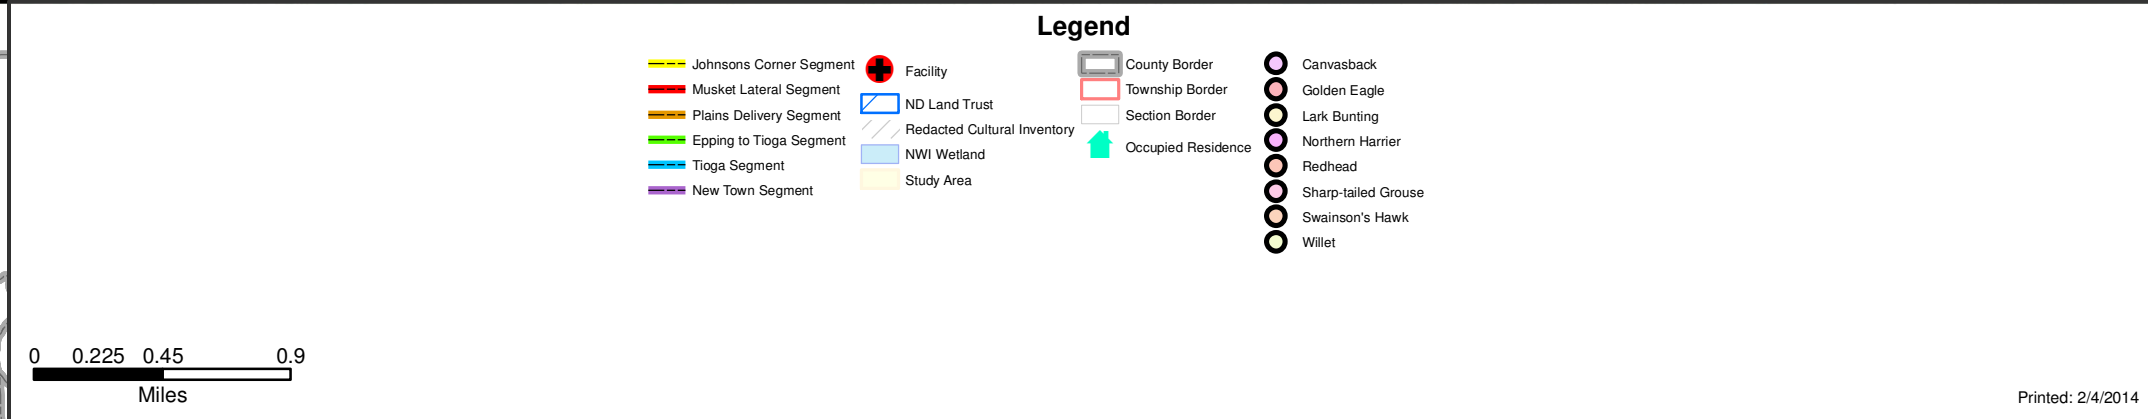 Legend
Johnsons Corner Segment
Musket Lateral Segment
Plains Delivery Segment
Epping to Tioga Segment
Tioga Segment
New Town Segment
Facility
ND Land Trust
Redacted Cultural Inventory
NWI Wetland
Study Area
County Border
Township Border
Section Border
Occupied Residence
Canvasback
Golden Eagle
Lark Bunting
Northern Harrier
Redhead
Sharp-tailed Grouse
Swainson's Hawk
Willet
0 0.225 0.45 0.9
Miles
Printed: 2/4/2014